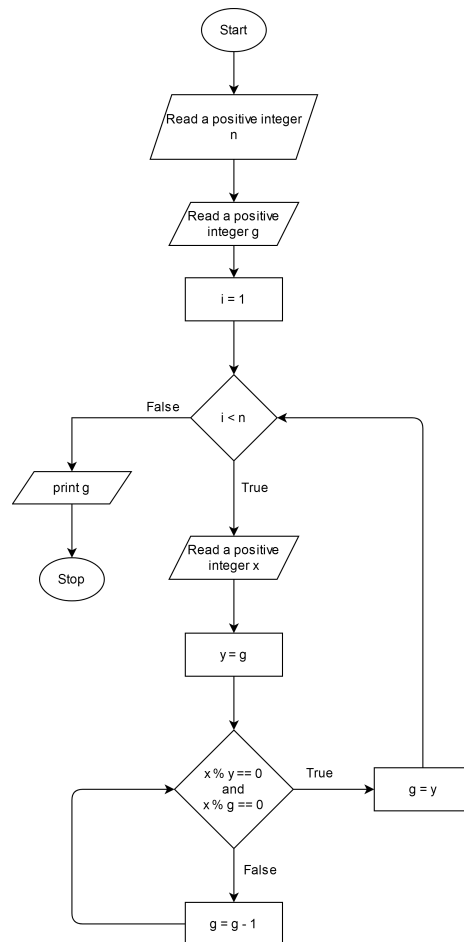 Start
Read a positive integer
n
Read a positive
integer g
i = 1
i < n
False
True
print g
Stop
Read a positive
integer x
y = g
x % y == 0
and
x % g == 0
True
g = y
False
g = g - 1